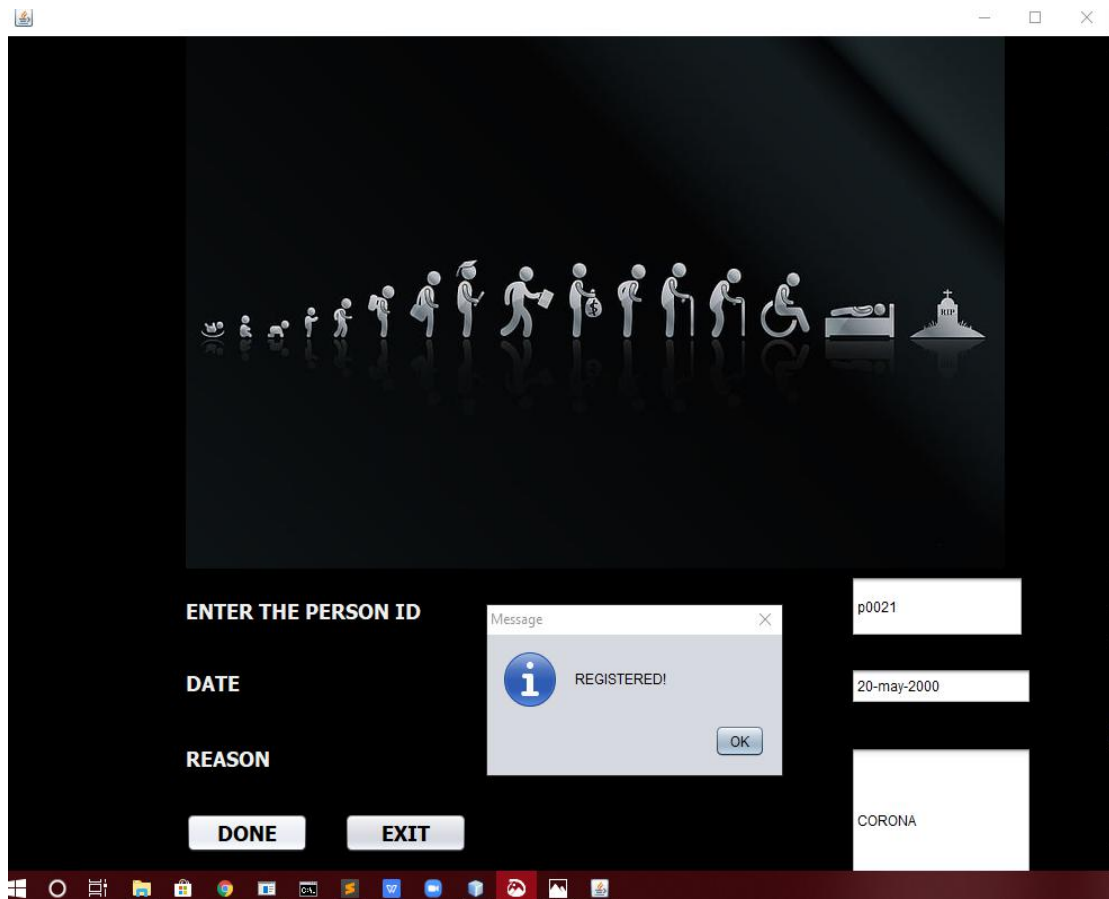 RIP
ENTER THE PERSON ID
p0021
Message
REGISTERED!
OK
DATE
20-may-2000
REASON
CORONA
DONE
EXIT